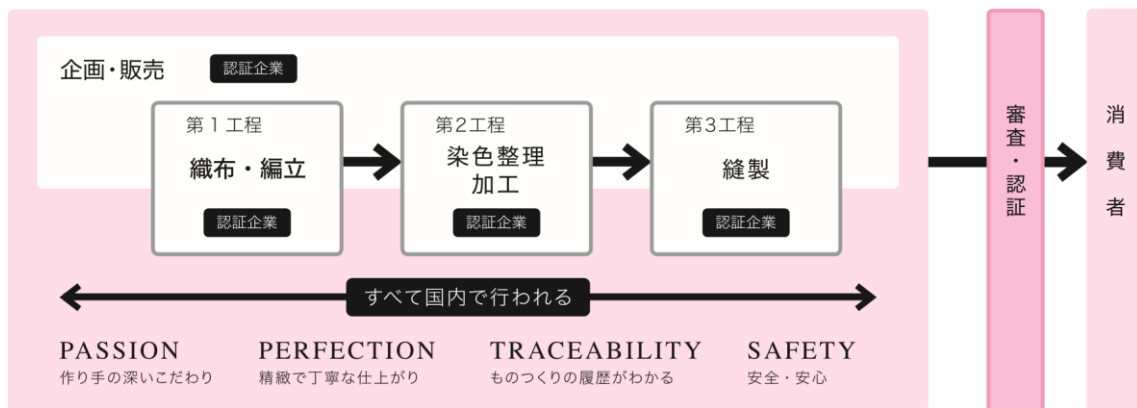 企画・販売
認証企業
第1工程
織布・編立
認証企業
第2工程
染色整理
加工
認証企業
第3工程
縫製
認証企業
すべて国内で行われる
PASSION
作り手の深いこだわり
PERFECTION
精緻で丁寧な仕上がり
TRACEABILITY
ものつくりの履歴がわかる
SAFETY
安全・安心
審査・認証
消費者